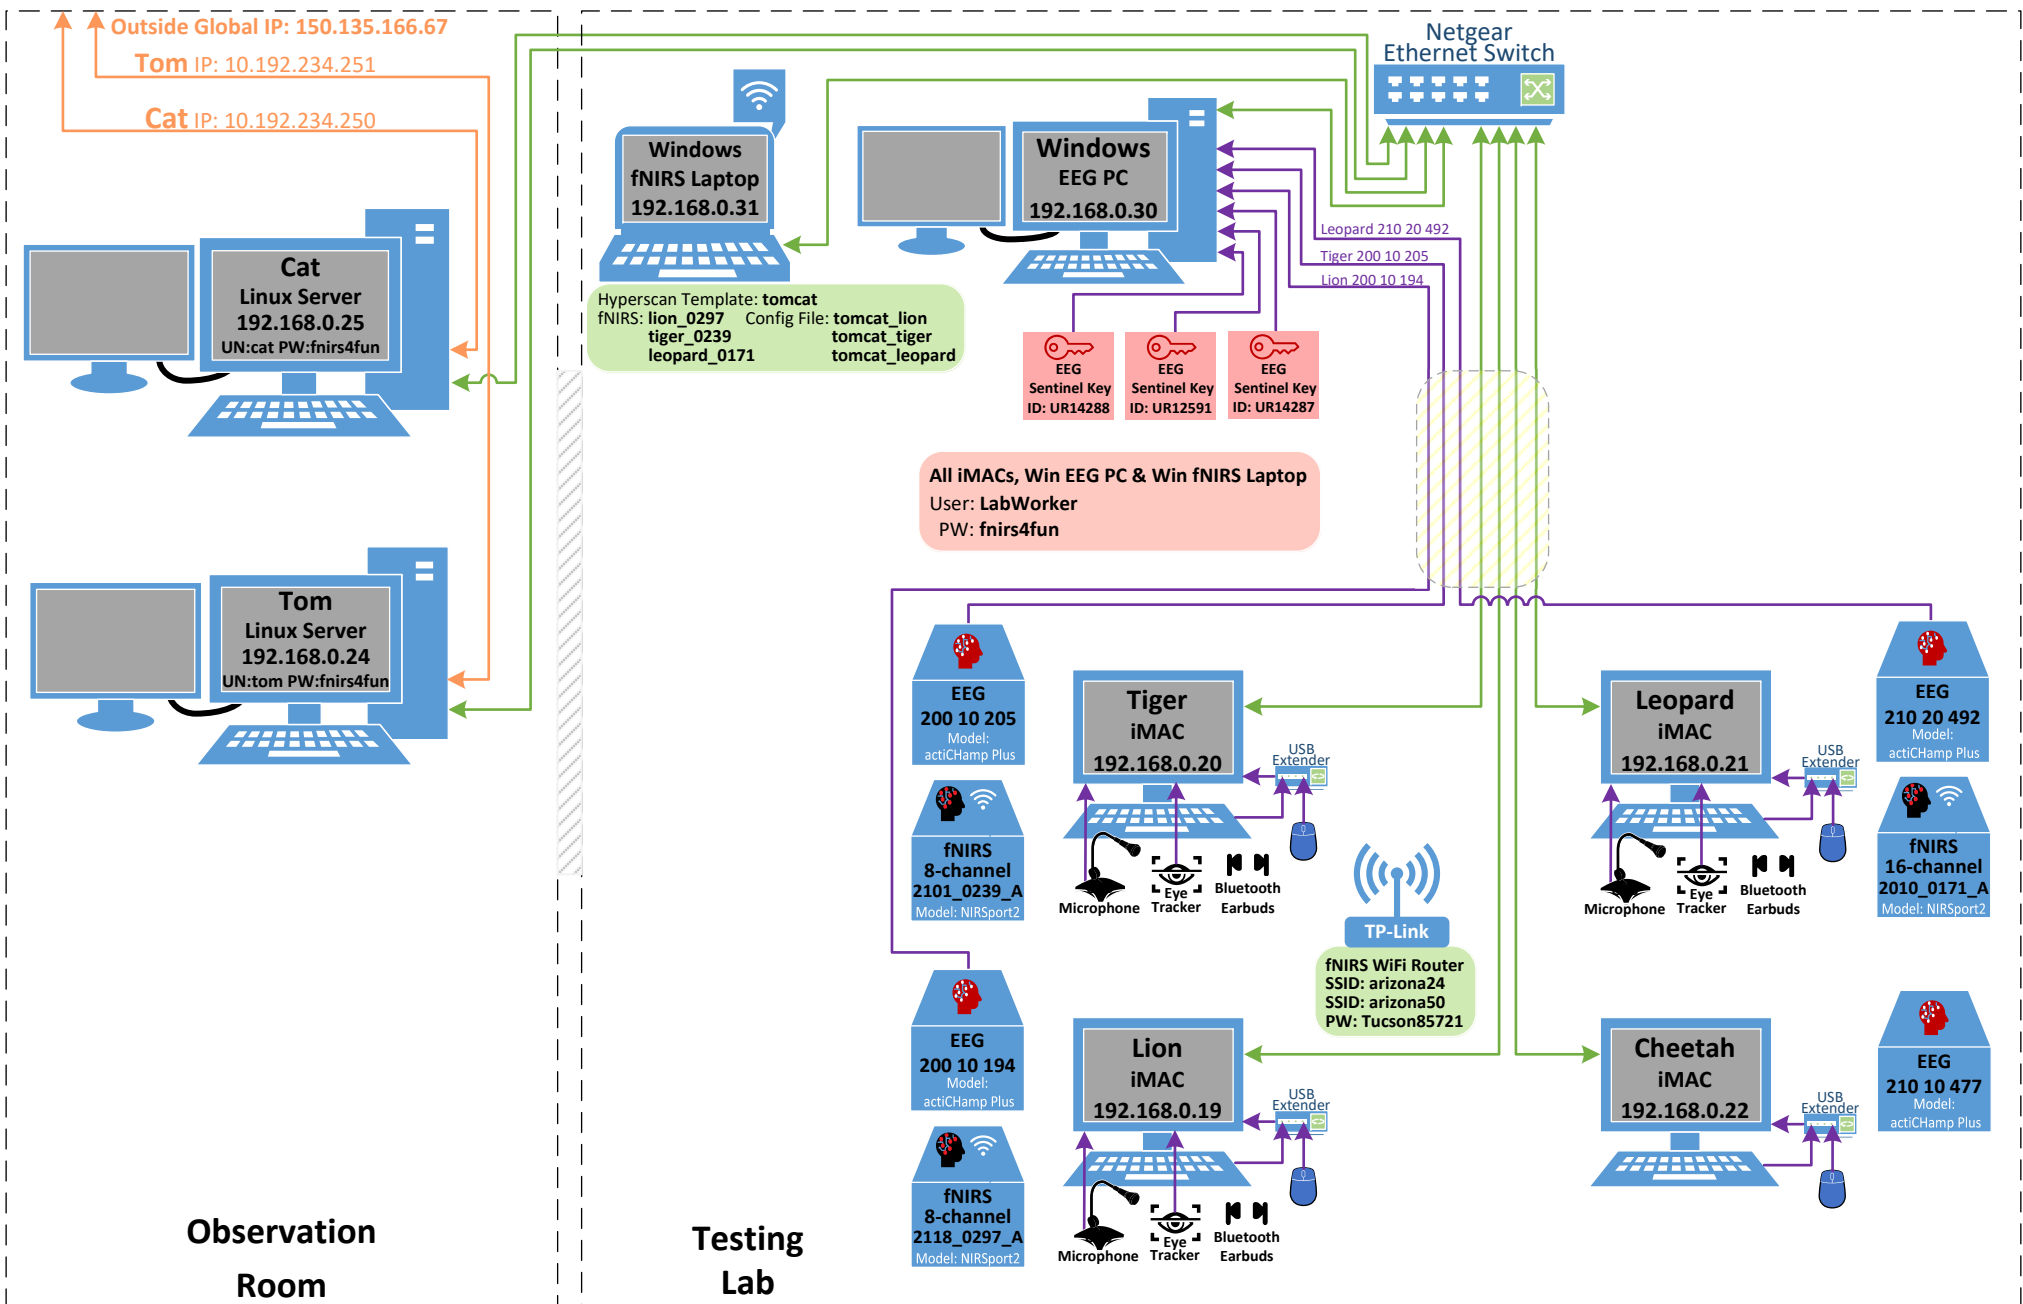 Outside Global IP: 150.135.166.67
Tom IP: 10.192.234.251
Cat IP: 10.192.234.250
Cat
Linux Server
192.168.0.25
UN:cat PW:fnirs4fun
Tom
Linux Server
192.168.0.24
UN:tom PW:fnirs4fun
Observation
Room
Netgear
Ethernet Switch
Windows
fNIRS Laptop
192.168.0.31
Windows
EEG PC
192.168.0.30
Leopard 210 20 492
Tiger 200 10 205
Lion 200 10 194
Hyperscan Template: tomcat
fNIRS: lion_0297 Config File: tomcat_lion
tiger_0239 tomcat_tiger
leopard_0171 tomcat_leopard
EEG
Sentinel Key
ID: UR14288
EEG
Sentinel Key
ID: UR12591
EEG
Sentinel Key
ID: UR14287
All iMACs, Win EEG PC & Win fNIRS Laptop
User: LabWorker
PW: fnirs4fun
EEG
200 10 205
Model:
actiCHamp Plus
fNIRS
8-channel
2101_0239_A
Model: NIRSport2
Tiger
iMAC
192.168.0.20
USB
Extender
Microphone
Eye
Tracker
Bluetooth
Earbuds
Leopard
iMAC
192.168.0.21
USB
Extender
Microphone
Eye
Tracker
Bluetooth
Earbuds
EEG
210 20 492
Model:
actiCHamp Plus
fNIRS
16-channel
2010_0171_A
Model: NIRSport2
TP-Link
fNIRS WiFi Router
SSID: arizona24
SSID: arizona50
PW: Tucson85721
EEG
200 10 194
Model:
actiCHamp Plus
fNIRS
8-channel
2118_0297_A
Model: NIRSport2
Lion
iMAC
192.168.0.19
USB
Extender
Microphone
Eye
Tracker
Bluetooth
Earbuds
Cheetah
iMAC
192.168.0.22
USB
Extender
EEG
210 10 477
Model:
actiCHamp Plus
Testing
Lab